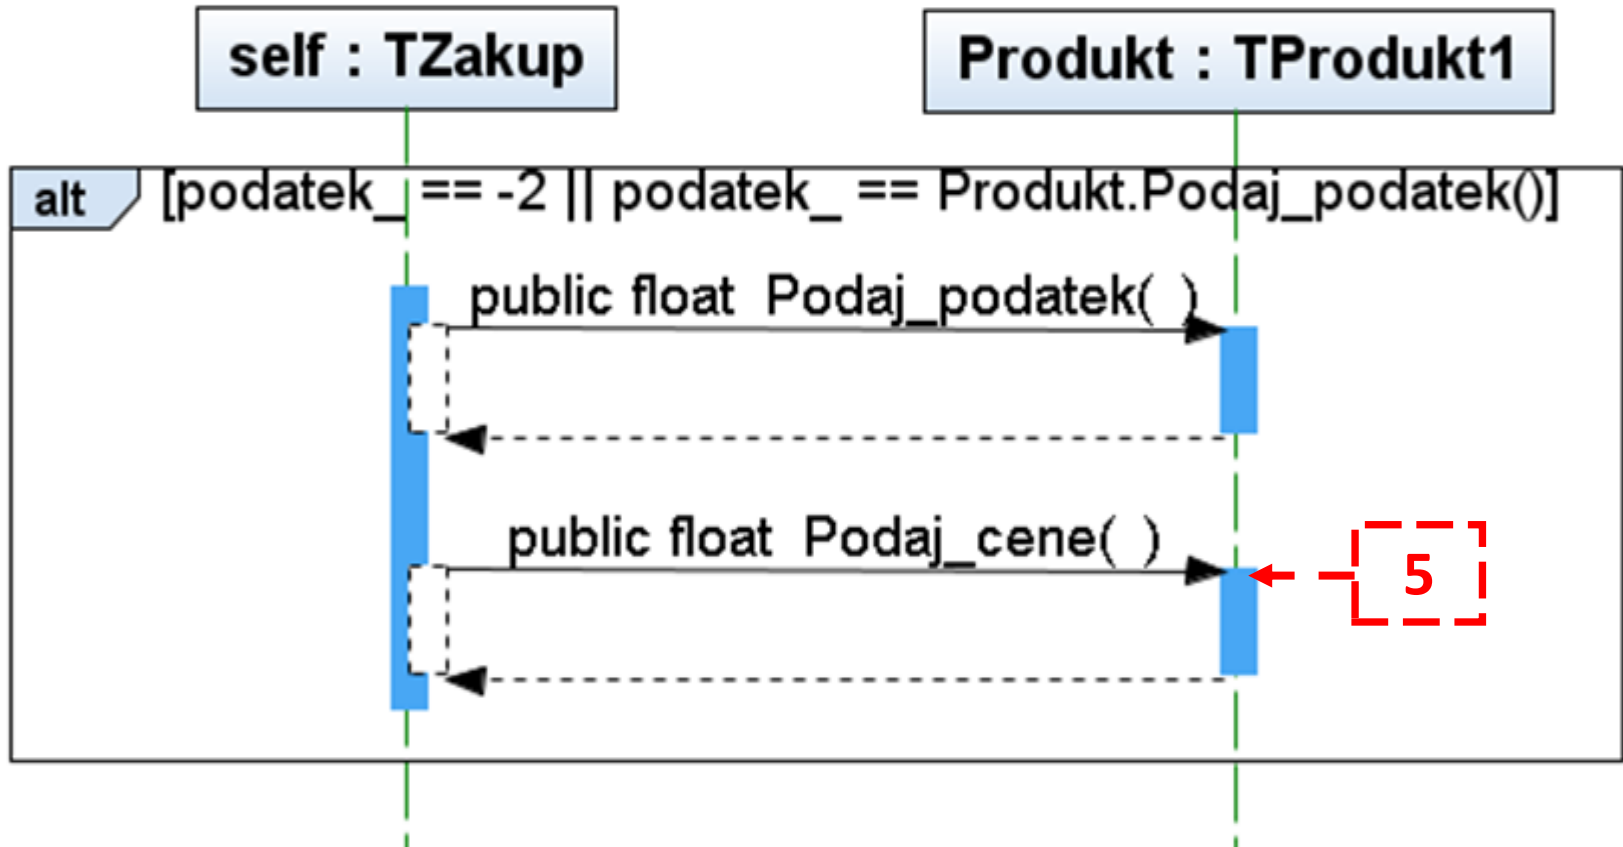 self : TZakup
Produkt : TProdukt1
alt [podatek_ == -2 || podatek_ == Produkt.Podaj_podatek()]
public float Podaj_podatek( )
public float Podaj_cene( )
5